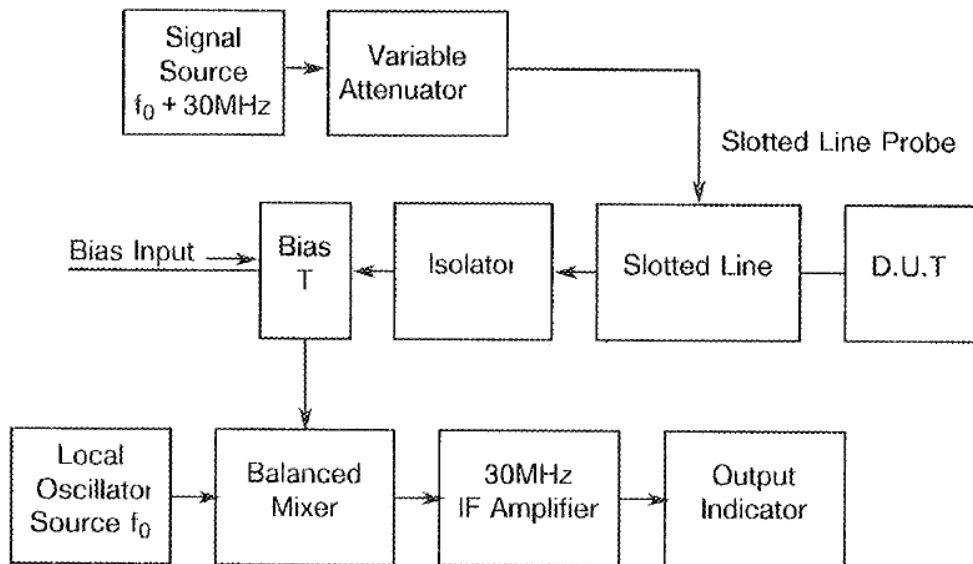 Signal
Source
f₀ + 30MHz
Variable
Attenuator
Slotted Line Probe
Bias Input
Bias
T
Isolator
Slotted Line
D.U.T
Local
Oscillator
Source f₀
Balanced
Mixer
30MHz
IF Amplifier
Output
Indicator